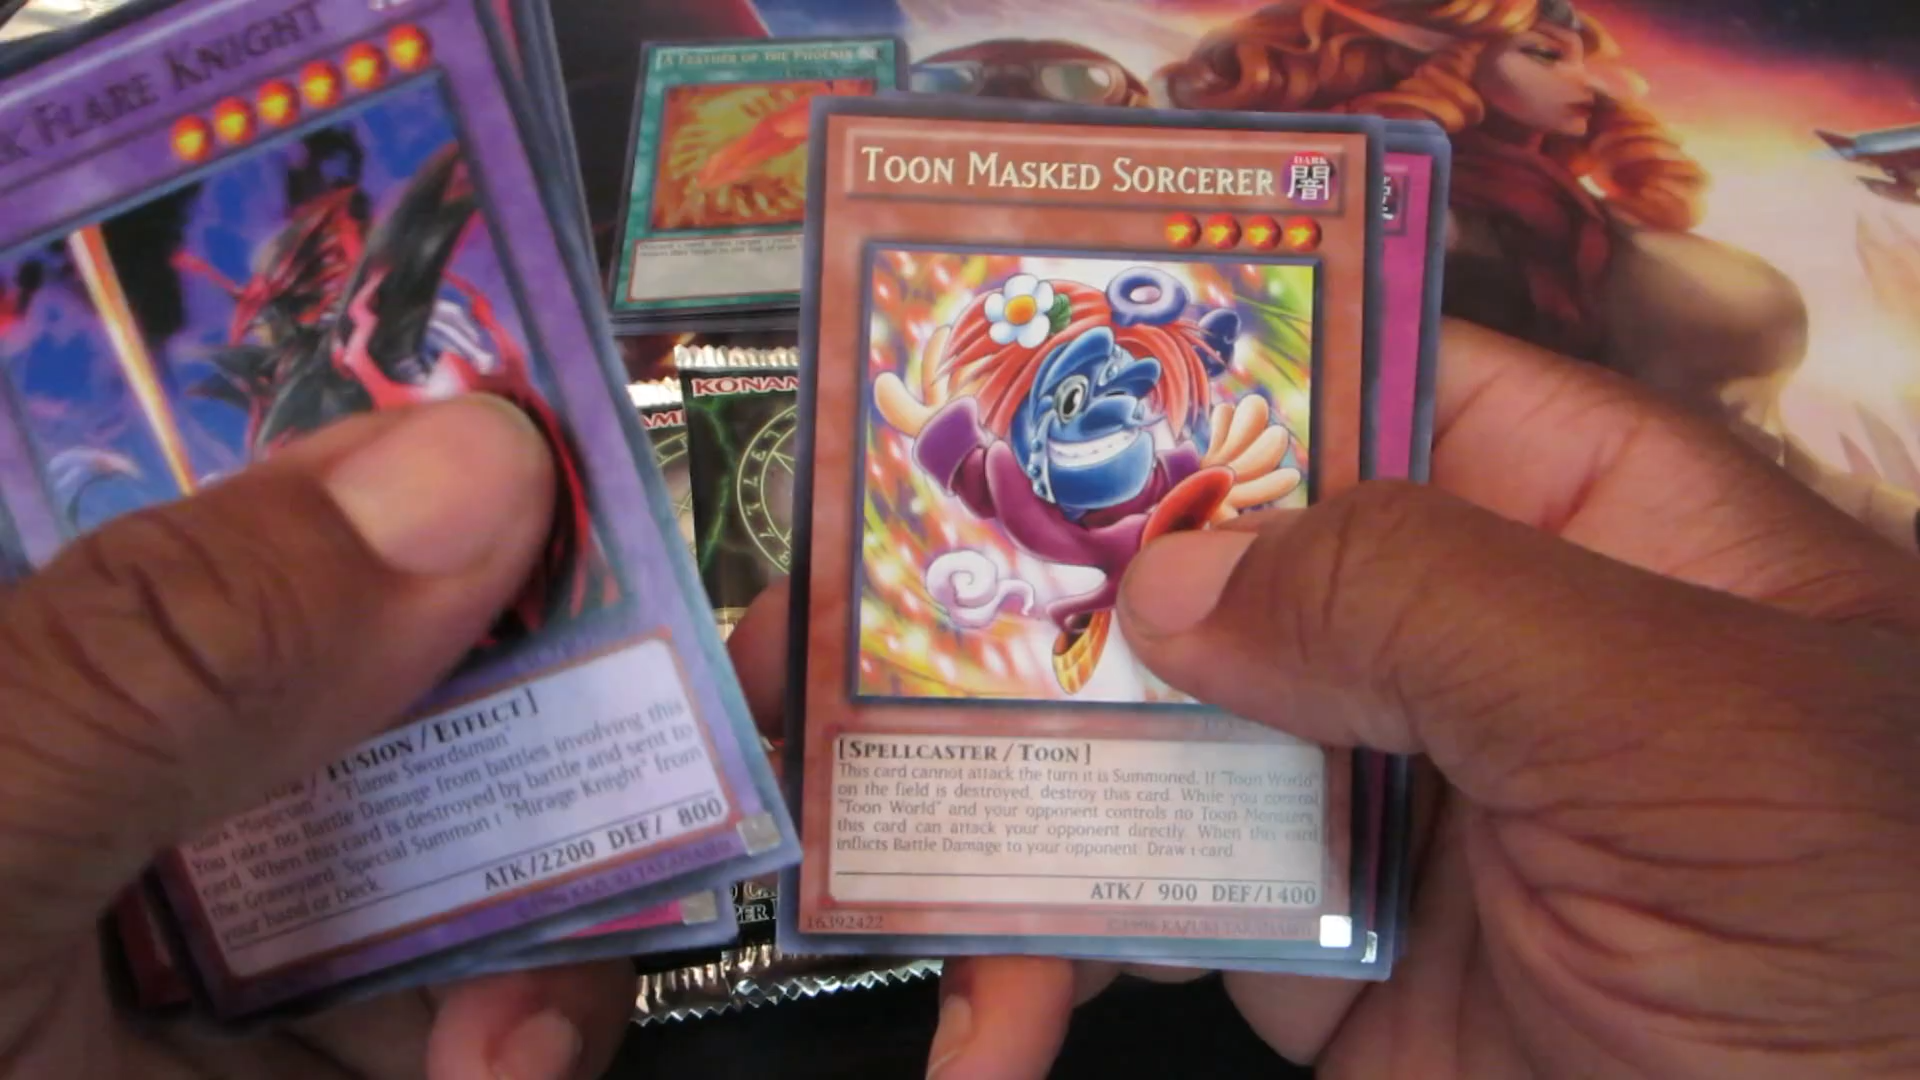 K FLARE KNIGHT
FUSION / EFFECT ]
Dark Magician" + "Flame Swordsman"
You take no Battle Damage from battles involving this
card. When this card is destroyed by battle and sent to
the Graveyard, Special Summon 1 "Mirage Knight" from
your hand or Deck.
ATK/2200 DEF/ 800
©1996 KAZUKI TAKAHASHI
A FEATHER OF THE PHOENIX
KONAM
TOON MASKED SORCERER
DARK
闇
[ SPELLCASTER / TOON ]
This card cannot attack the turn it is Summoned. If "Toon World"
on the field is destroyed, destroy this card. While you control
"Toon World" and your opponent controls no Toon Monsters,
this card can attack your opponent directly. When this card
inflicts Battle Damage to your opponent: Draw 1 card.
ATK/ 900 DEF/1400
16392422
©1996 KAZUKI TAKAHASHI